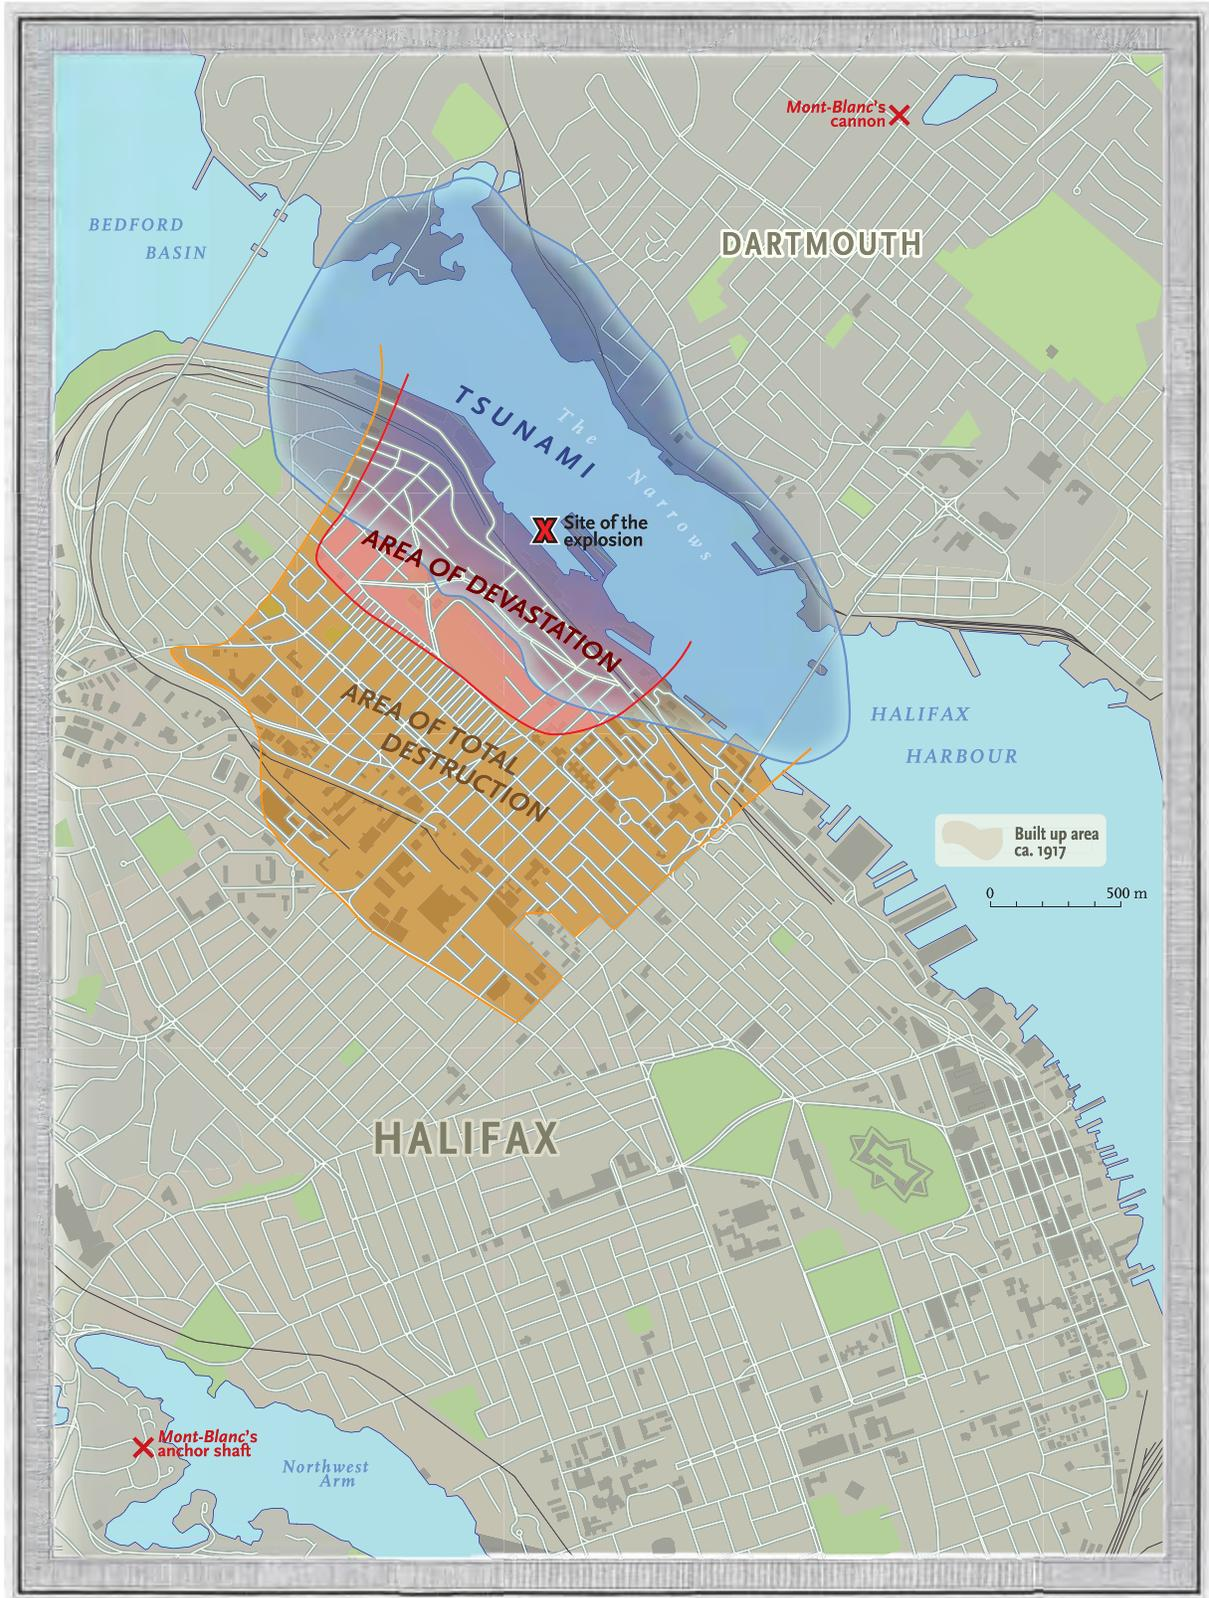 Mont-Blanc's
cannon
BEDFORD
BASIN
DARTMOUTH
TSUNAMI
The Narrows
Site of the
explosion
AREA OF DEVASTATION
AREA OF TOTAL
DESTRUCTION
HALIFAX
HARBOUR
Built up area
ca. 1917
0 500 m
HALIFAX
Mont-Blanc's
anchor shaft
Northwest
Arm